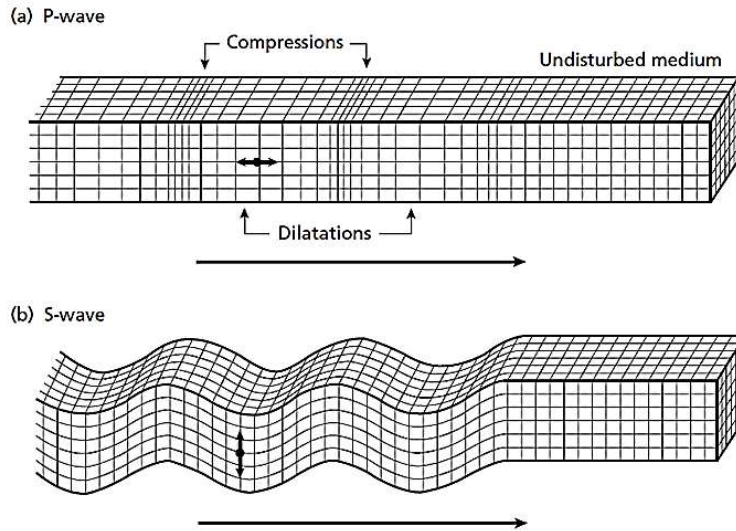 (a) P-wave
Compressions
Undisturbed medium
Dilatations
(b) S-wave